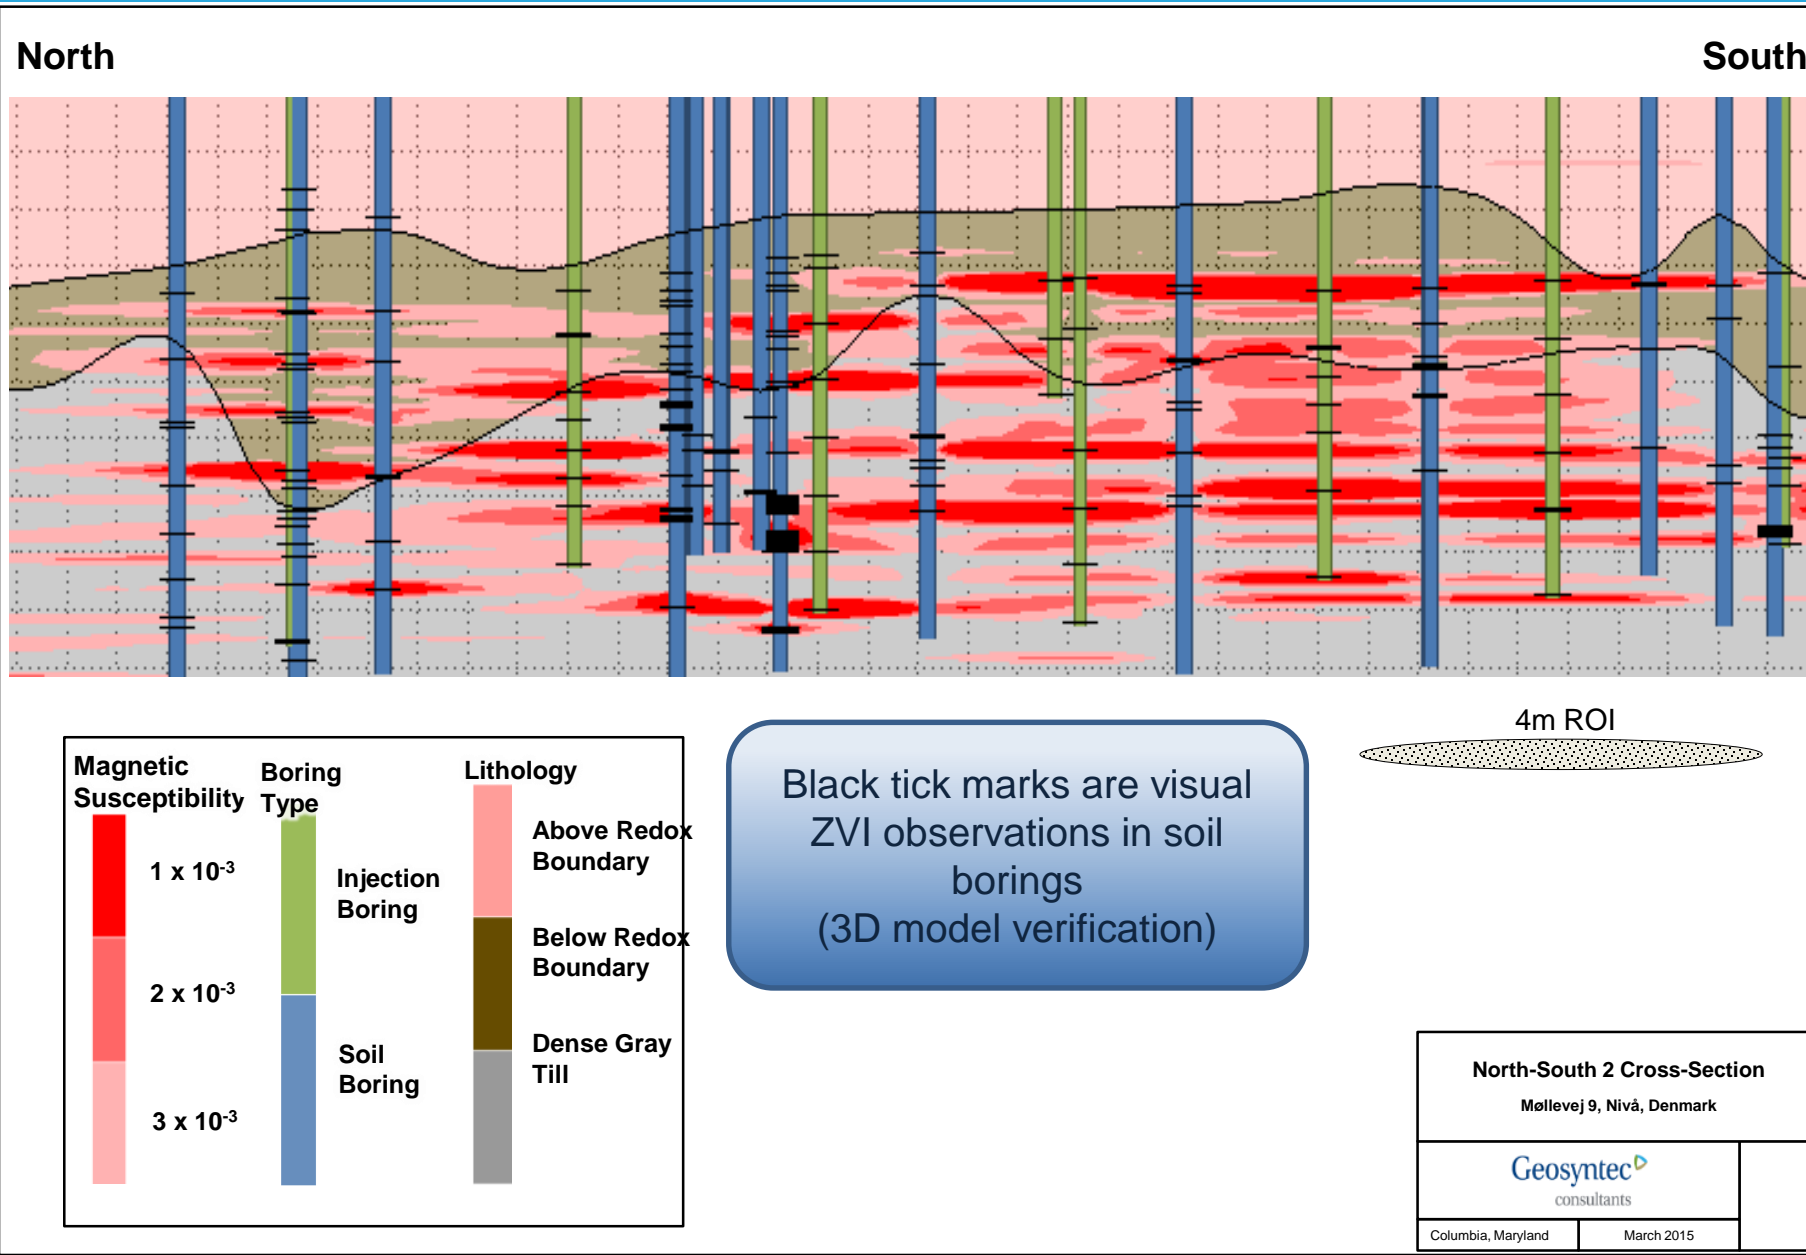 North
South
4m ROI
Magnetic
Susceptibility
1 x 10-3
2 x 10-3
3 x 10-3
Boring
Type
Injection
Boring
Soil
Boring
Lithology
Above Redox
Boundary
Below Redox
Boundary
Dense Gray
Till
Black tick marks are visual
ZVI observations in soil
borings
(3D model verification)
North-South 2 Cross-Section
Møllevej 9, Nivå, Denmark
Geosyntec
consultants
Columbia, Maryland
March 2015